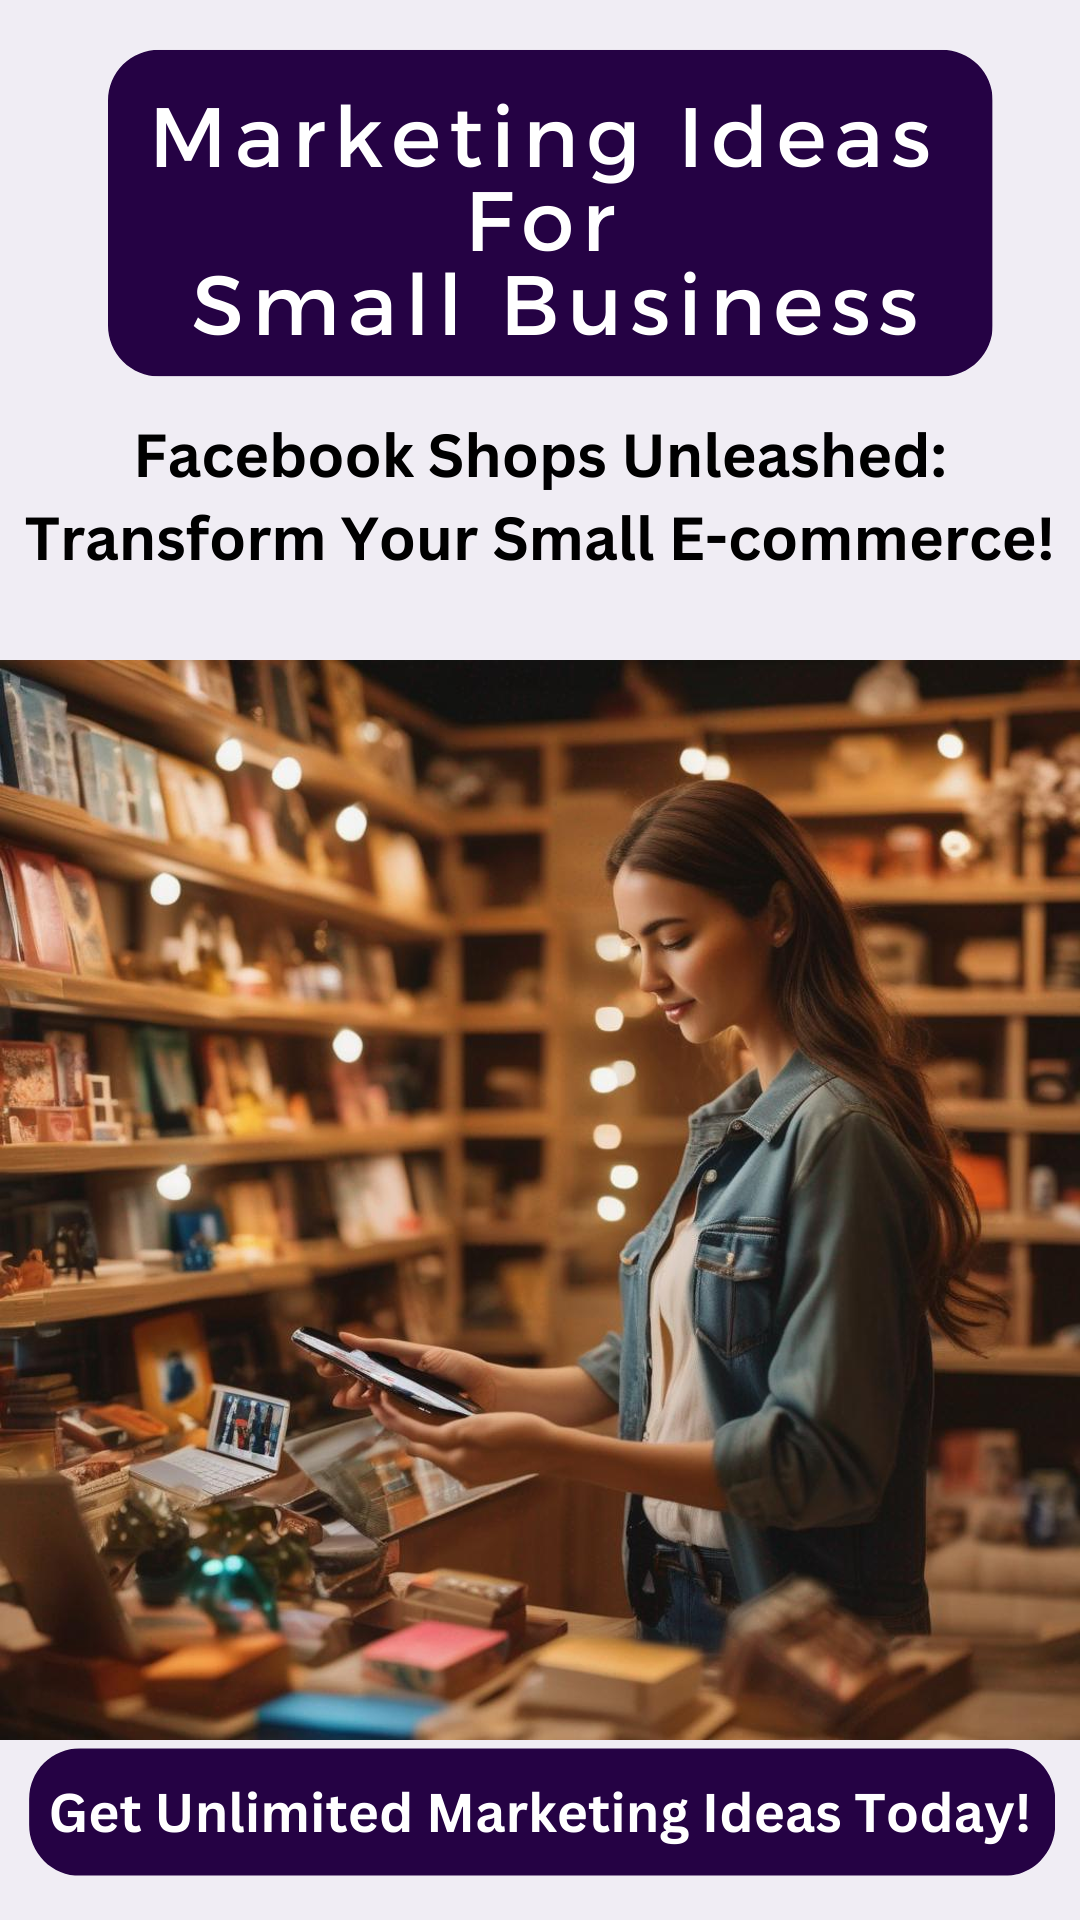 Marketing Ideas
For
Small Business
Facebook Shops Unleashed:
Transform Your Small E-commerce!
Get Unlimited Marketing Ideas Today!